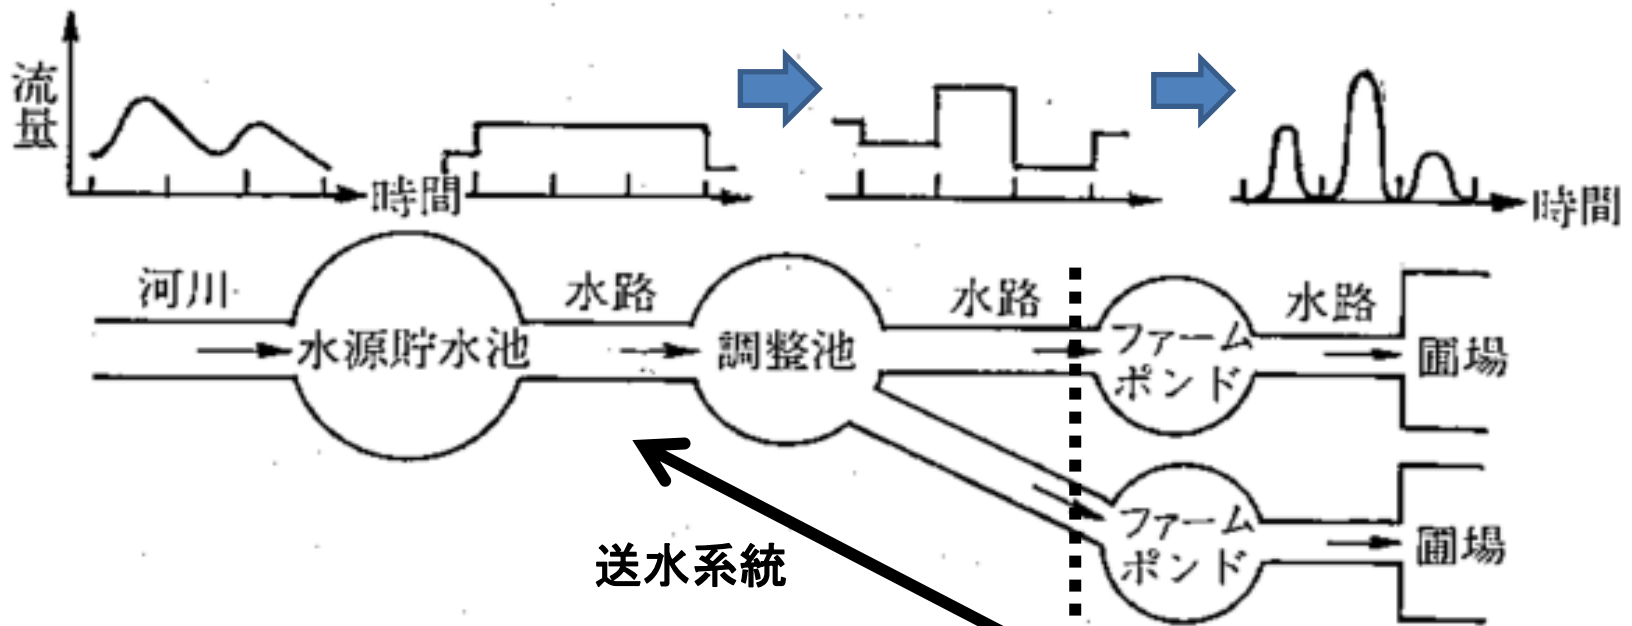 流量
時間
時間
河川
水路
水路
水路
水源貯水池
調整池
ファーム
ポンド
圃場
ファーム
ポンド
圃場
送水系統